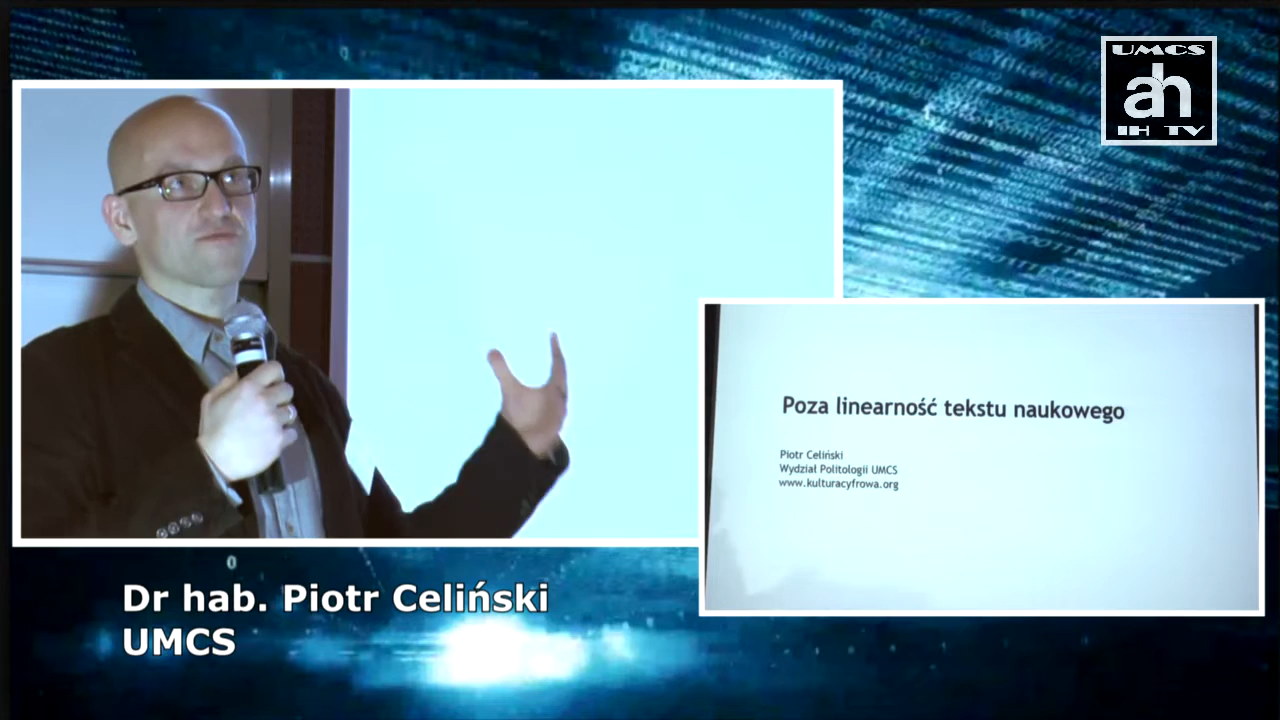 UMCS
ah
IH TV
Poza linearność tekstu naukowego
Piotr Celiński
Wydział Politologii UMCS
www.kulturacyfrowa.org
Dr hab. Piotr Celiński
UMCS